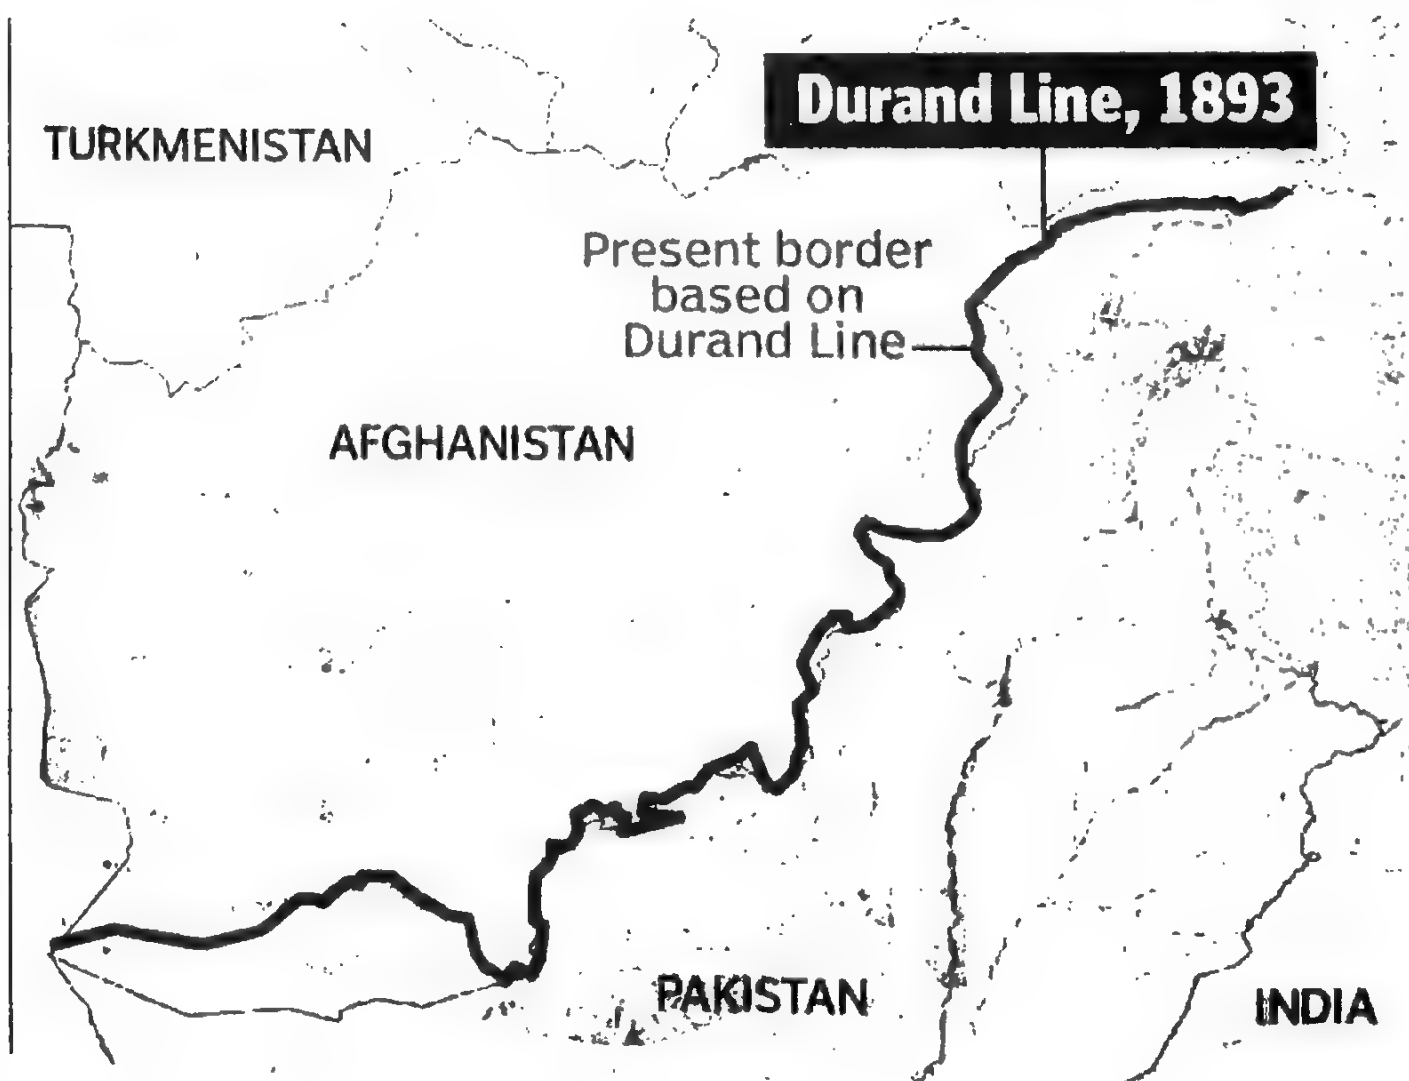 Durand Line, 1893
TURKMENISTAN
Present border
based on
Durand Line
AFGHANISTAN
PAKISTAN
INDIA